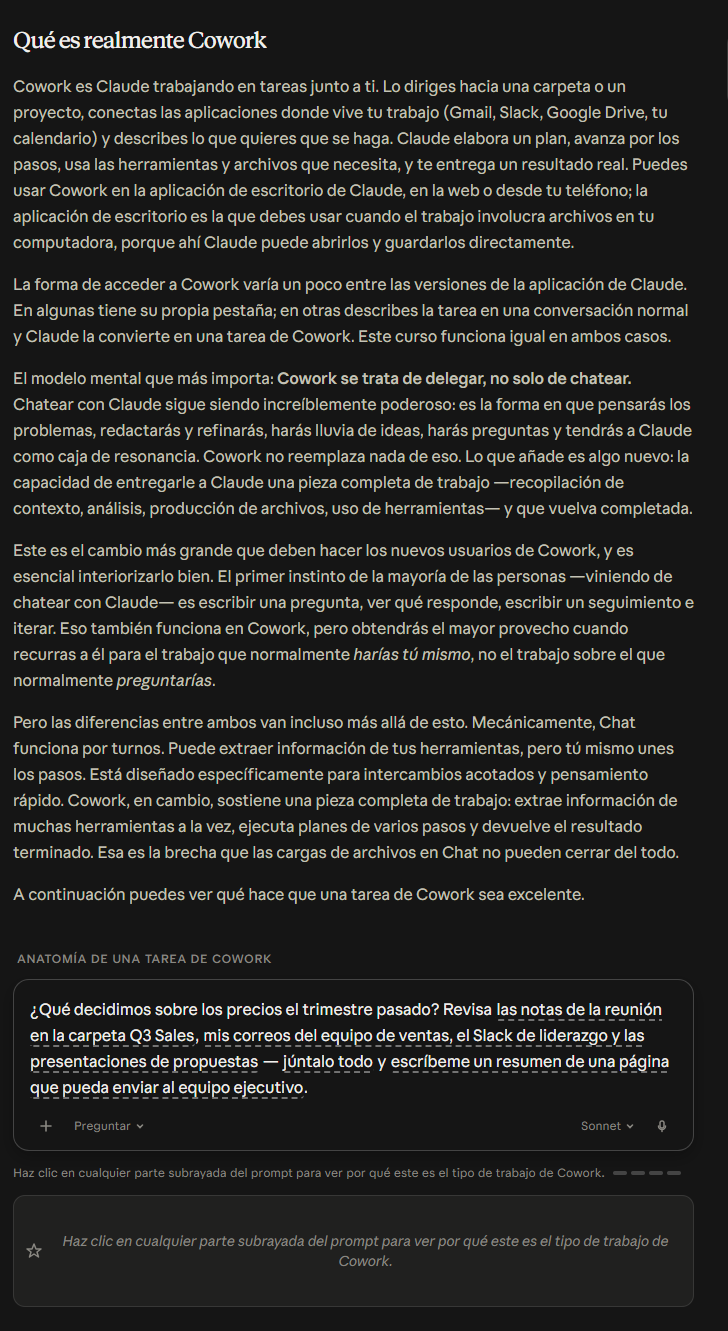 Qué es realmente Cowork
Cowork es Claude trabajando en tareas junto a ti. Lo diriges hacia una carpeta o un
proyecto, conectas las aplicaciones donde vive tu trabajo (Gmail, Slack, Google Drive, tu
calendario) y describes lo que quieres que se haga. Claude elabora un plan, avanza por los
pasos, usa las herramientas y archivos que necesita, y te entrega un resultado real. Puedes
usar Cowork en la aplicación de escritorio de Claude, en la web o desde tu teléfono; la
aplicación de escritorio es la que debes usar cuando el trabajo involucra archivos en tu
computadora, porque ahí Claude puede abrirlos y guardarlos directamente.
La forma de acceder a Cowork varía un poco entre las versiones de la aplicación de Claude.
En algunas tiene su propia pestaña; en otras describes la tarea en una conversación normal
y Claude la convierte en una tarea de Cowork. Este curso funciona igual en ambos casos.
El modelo mental que más importa: Cowork se trata de delegar, no solo de chatear.
Chatear con Claude sigue siendo increíblemente poderoso: es la forma en que pensarás los
problemas, redactarás y refinarás, harás lluvia de ideas, harás preguntas y tendrás a Claude
como caja de resonancia. Cowork no reemplaza nada de eso. Lo que añade es algo nuevo: la
capacidad de entregarle a Claude una pieza completa de trabajo —recopilación de
contexto, análisis, producción de archivos, uso de herramientas— y que vuelva completada.
Este es el cambio más grande que deben hacer los nuevos usuarios de Cowork, y es
esencial interiorizarlo bien. El primer instinto de la mayoría de las personas —viniendo de
chatear con Claude— es escribir una pregunta, ver qué responde, escribir un seguimiento e
iterar. Eso también funciona en Cowork, pero obtendrás el mayor provecho cuando
recurras a él para el trabajo que normalmente harías tú mismo, no el trabajo sobre el que
normalmente preguntarías.
Pero las diferencias entre ambos van incluso más allá de esto. Mecánicamente, Chat
funciona por turnos. Puede extraer información de tus herramientas, pero tú mismo unes
los pasos. Está diseñado específicamente para intercambios acotados y pensamiento
rápido. Cowork, en cambio, sostiene una pieza completa de trabajo: extrae información de
muchas herramientas a la vez, ejecuta planes de varios pasos y devuelve el resultado
terminado. Esa es la brecha que las cargas de archivos en Chat no pueden cerrar del todo.
A continuación puedes ver qué hace que una tarea de Cowork sea excelente.
ANATOMÍA DE UNA TAREA DE COWORK
¿Qué decidimos sobre los precios el trimestre pasado? Revisa las notas de la reunión
en la carpeta Q3 Sales, mis correos del equipo de ventas, el Slack de liderazgo y las
presentaciones de propuestas — júntalo todo y escríbeme un resumen de una página
que pueda enviar al equipo ejecutivo.
Preguntar Sonnet
Haz clic en cualquier parte subrayada del prompt para ver por qué este es el tipo de trabajo de Cowork.
Haz clic en cualquier parte subrayada del prompt para ver por qué este es el tipo de trabajo de
Cowork.